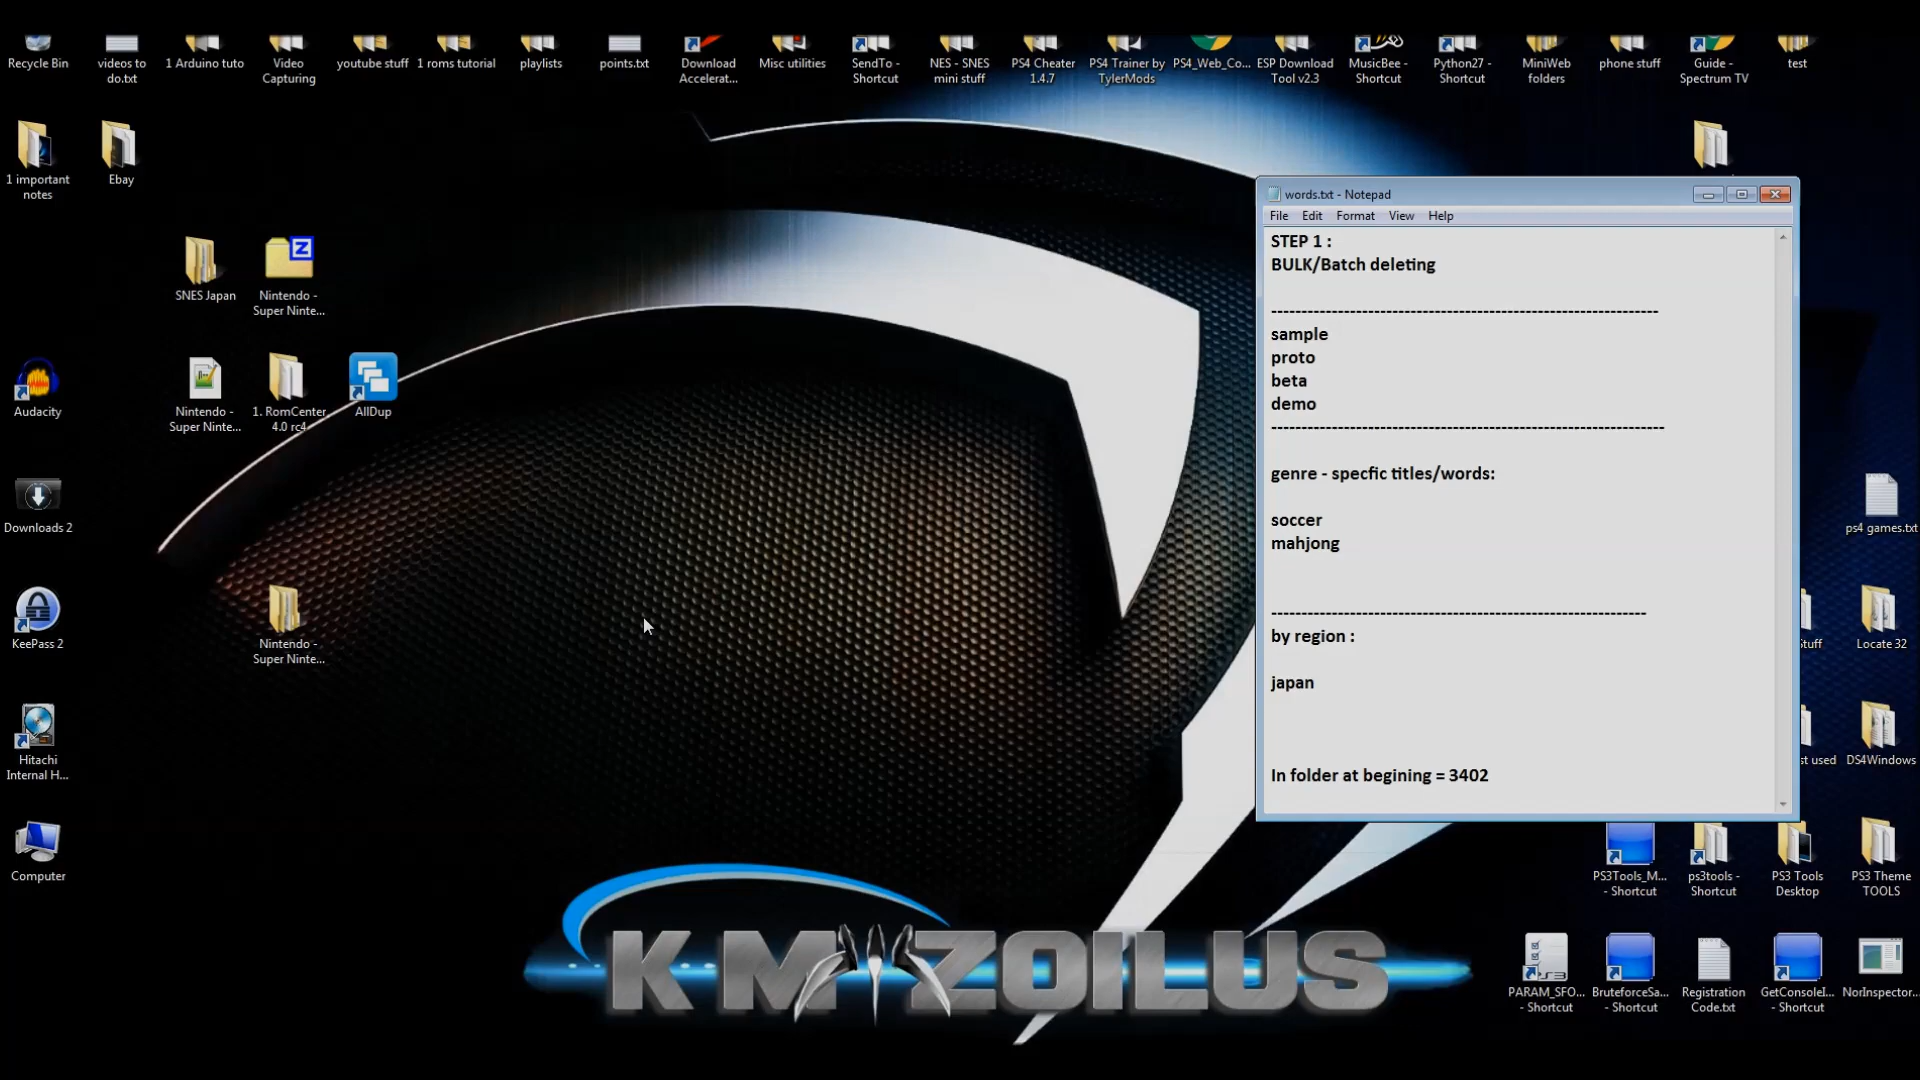 Recycle Bin
videos to
do.txt
1 Arduino tuto
Video
Capturing
youtube stuff
1 roms tutorial
playlists
points.txt
Download
Accelerat...
Misc utilities
SendTo -
Shortcut
NES - SNES
mini stuff
PS4 Cheater
1.4.7
PS4 Trainer by
TylerMods
PS4_Web_Co...
ESP Download
Tool v2.3
MusicBee -
Shortcut
Python27 -
Shortcut
MiniWeb
folders
phone stuff
Guide -
Spectrum TV
test
1 important
notes
Ebay
SNES Japan
Nintendo -
Super Ninte...
Audacity
Nintendo -
Super Ninte...
1. RomCenter
4.0 rc4
AllDup
Downloads 2
KeePass 2
Nintendo -
Super Ninte...
Hitachi
Internal H...
Computer
words.txt - Notepad
File Edit Format View Help
STEP 1 :
BULK/Batch deleting
-----------------------------------------------------------------
sample
proto
beta
demo
------------------------------------------------------------------
genre - specfic titles/words:
soccer
mahjong
---------------------------------------------------------------
by region :
japan
In folder at begining = 3402
ps4 games.txt
Locate 32
DS4Windows
PS3Tools_M...
- Shortcut
ps3tools -
Shortcut
PS3 Tools
Desktop
PS3 Theme
TOOLS
PARAM_SFO...
- Shortcut
BruteforceSa...
- Shortcut
Registration
Code.txt
GetConsoleI...
- Shortcut
NorInspector...
KM ZOILUS